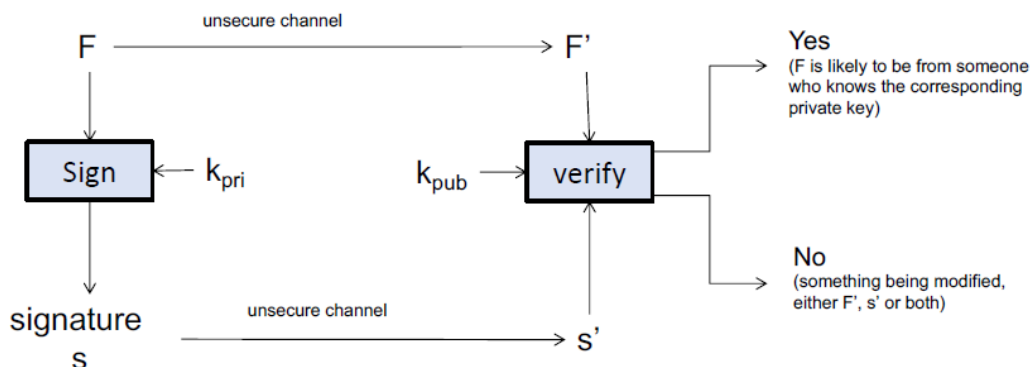 unsecure channel
F
F’
Yes
(F is likely to be from someone
who knows the corresponding
private key)
Sign
k_pri
k_pub
verify
No
(something being modified,
either F’, s’ or both)
unsecure channel
signature
s
s’